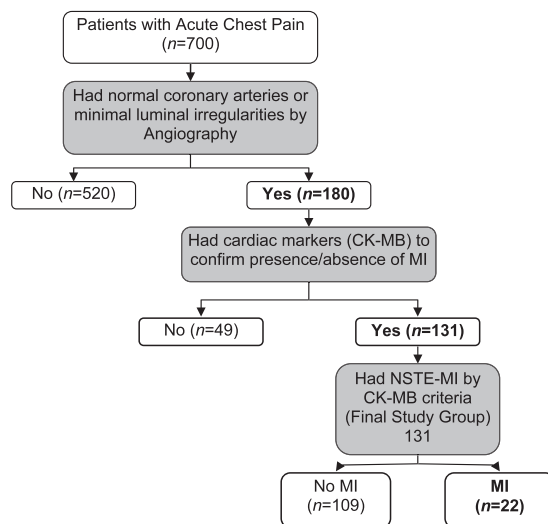 Patients with Acute Chest Pain
(n=700)
Had normal coronary arteries or
minimal luminal irregularities by
Angiography
No (n=520)
Yes (n=180)
Had cardiac markers (CK-MB) to
confirm presence/absence of MI
No (n=49)
Yes (n=131)
Had NSTE-MI by
CK-MB criteria
(Final Study Group)
131
No MI
(n=109)
MI
(n=22)